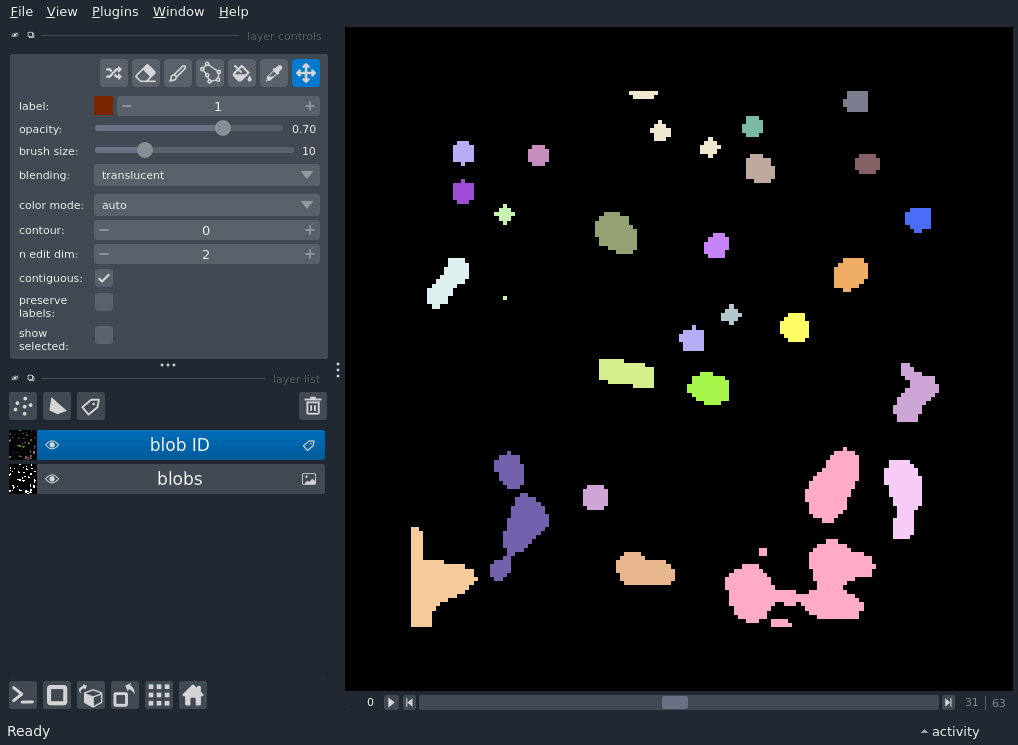 File View Plugins Window Help
layer controls
label: 1
opacity: 0.70
brush size: 10
blending: translucent
color mode: auto
contour: 0
n edit dim: 2
contiguous:
preserve
labels:
show
selected:
layer list
blob ID
blobs
0 31 | 63
Ready activity